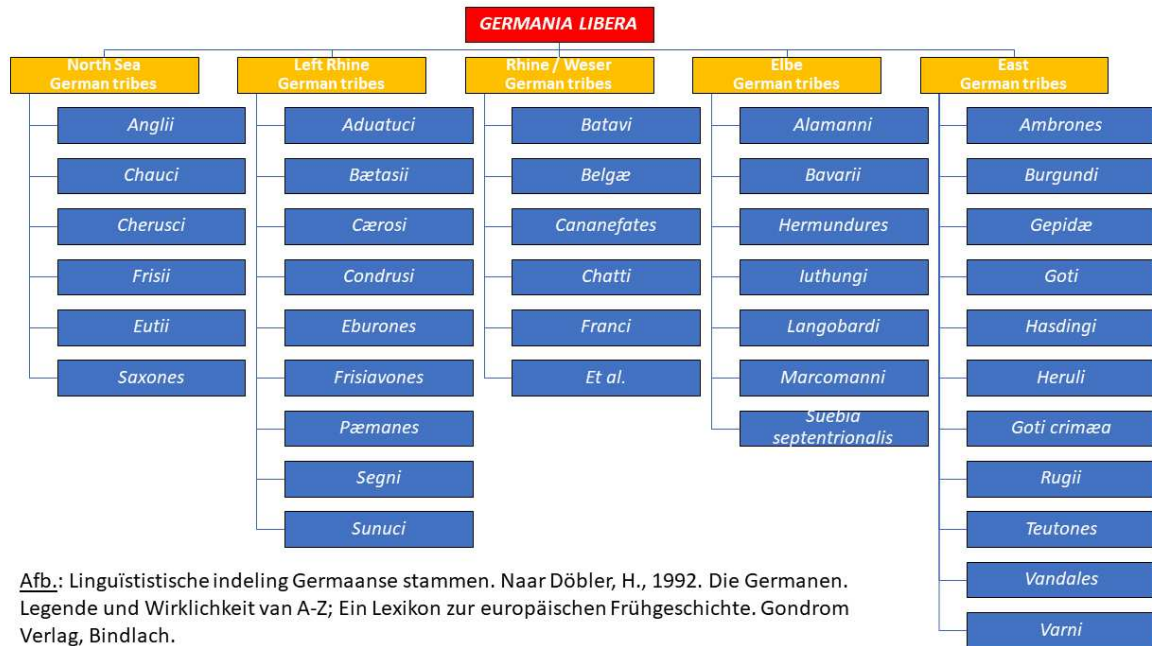 GERMANIA LIBERA
North Sea
German tribes
Anglii
Chauci
Cherusci
Frisii
Eutii
Saxones
Left Rhine
German tribes
Aduatuci
Bætasii
Cærosi
Condrusi
Eburones
Frisiavones
Pæmanes
Segni
Sunuci
Rhine / Weser
German tribes
Batavi
Belgæ
Cananefates
Chatti
Franci
Et al.
Elbe
German tribes
Alamanni
Bavarii
Hermundures
Iuthungi
Langobardi
Marcomanni
Suebia
septentrionalis
East
German tribes
Ambrones
Burgundi
Gepidæ
Goti
Hasdingi
Heruli
Goti crimæa
Rugii
Teutones
Vandales
Varni
Afb.: Linguïstistische indeling Germaanse stammen. Naar Döbler, H., 1992. Die Germanen.
Legende und Wirklichkeit van A-Z; Ein Lexikon zur europäischen Frühgeschichte. Gondrom
Verlag, Bindlach.